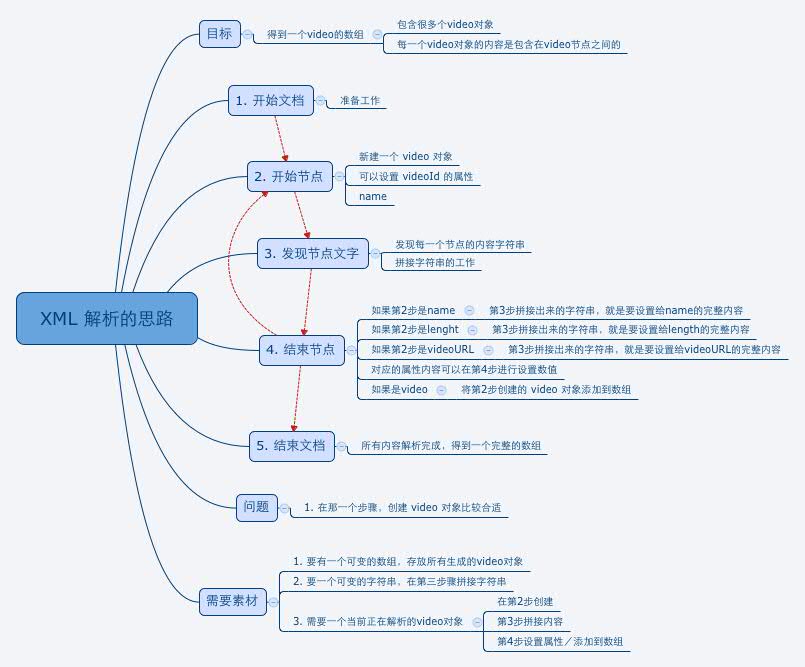 目标
得到一个video的数组
包含很多个video对象
每一个video对象的内容是包含在video节点之间的
1. 开始文档
准备工作
2. 开始节点
新建一个 video 对象
可以设置 videoId 的属性
name
3. 发现节点文字
发现每一个节点的内容字符串
拼接字符串的工作
XML 解析的思路
4. 结束节点
如果第2步是name
第3步拼接出来的字符串，就是要设置给name的完整内容
如果第2步是lenght
第3步拼接出来的字符串，就是要设置给length的完整内容
如果第2步是videoURL
第3步拼接出来的字符串，就是要设置给videoURL的完整内容
对应的属性内容可以在第4步进行设置数值
如果是video
将第2步创建的 video 对象添加到数组
5. 结束文档
所有内容解析完成，得到一个完整的数组
问题
1. 在那一个步骤，创建 video 对象比较合适
需要素材
1. 要有一个可变的数组，存放所有生成的video对象
2. 要一个可变的字符串，在第三步骤拼接字符串
3. 需要一个当前正在解析的video对象
在第2步创建
第3步拼接内容
第4步设置属性／添加到数组